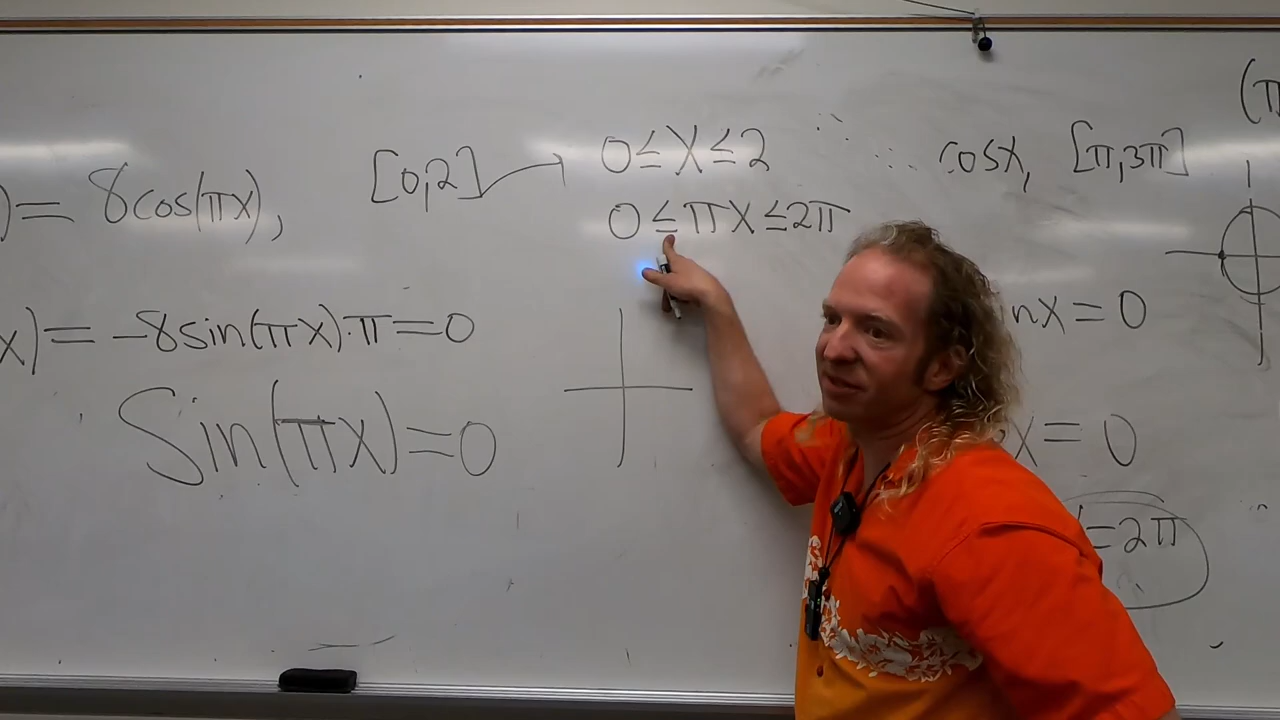 )= 8cos(πx), [0,2]
x)= -8sin(πx)·π=0
Sin(πx)=0
0≤x≤2
0≤πx≤2π
∴ cosx, [π,3π]
nx=0
x=0
=2π
(π